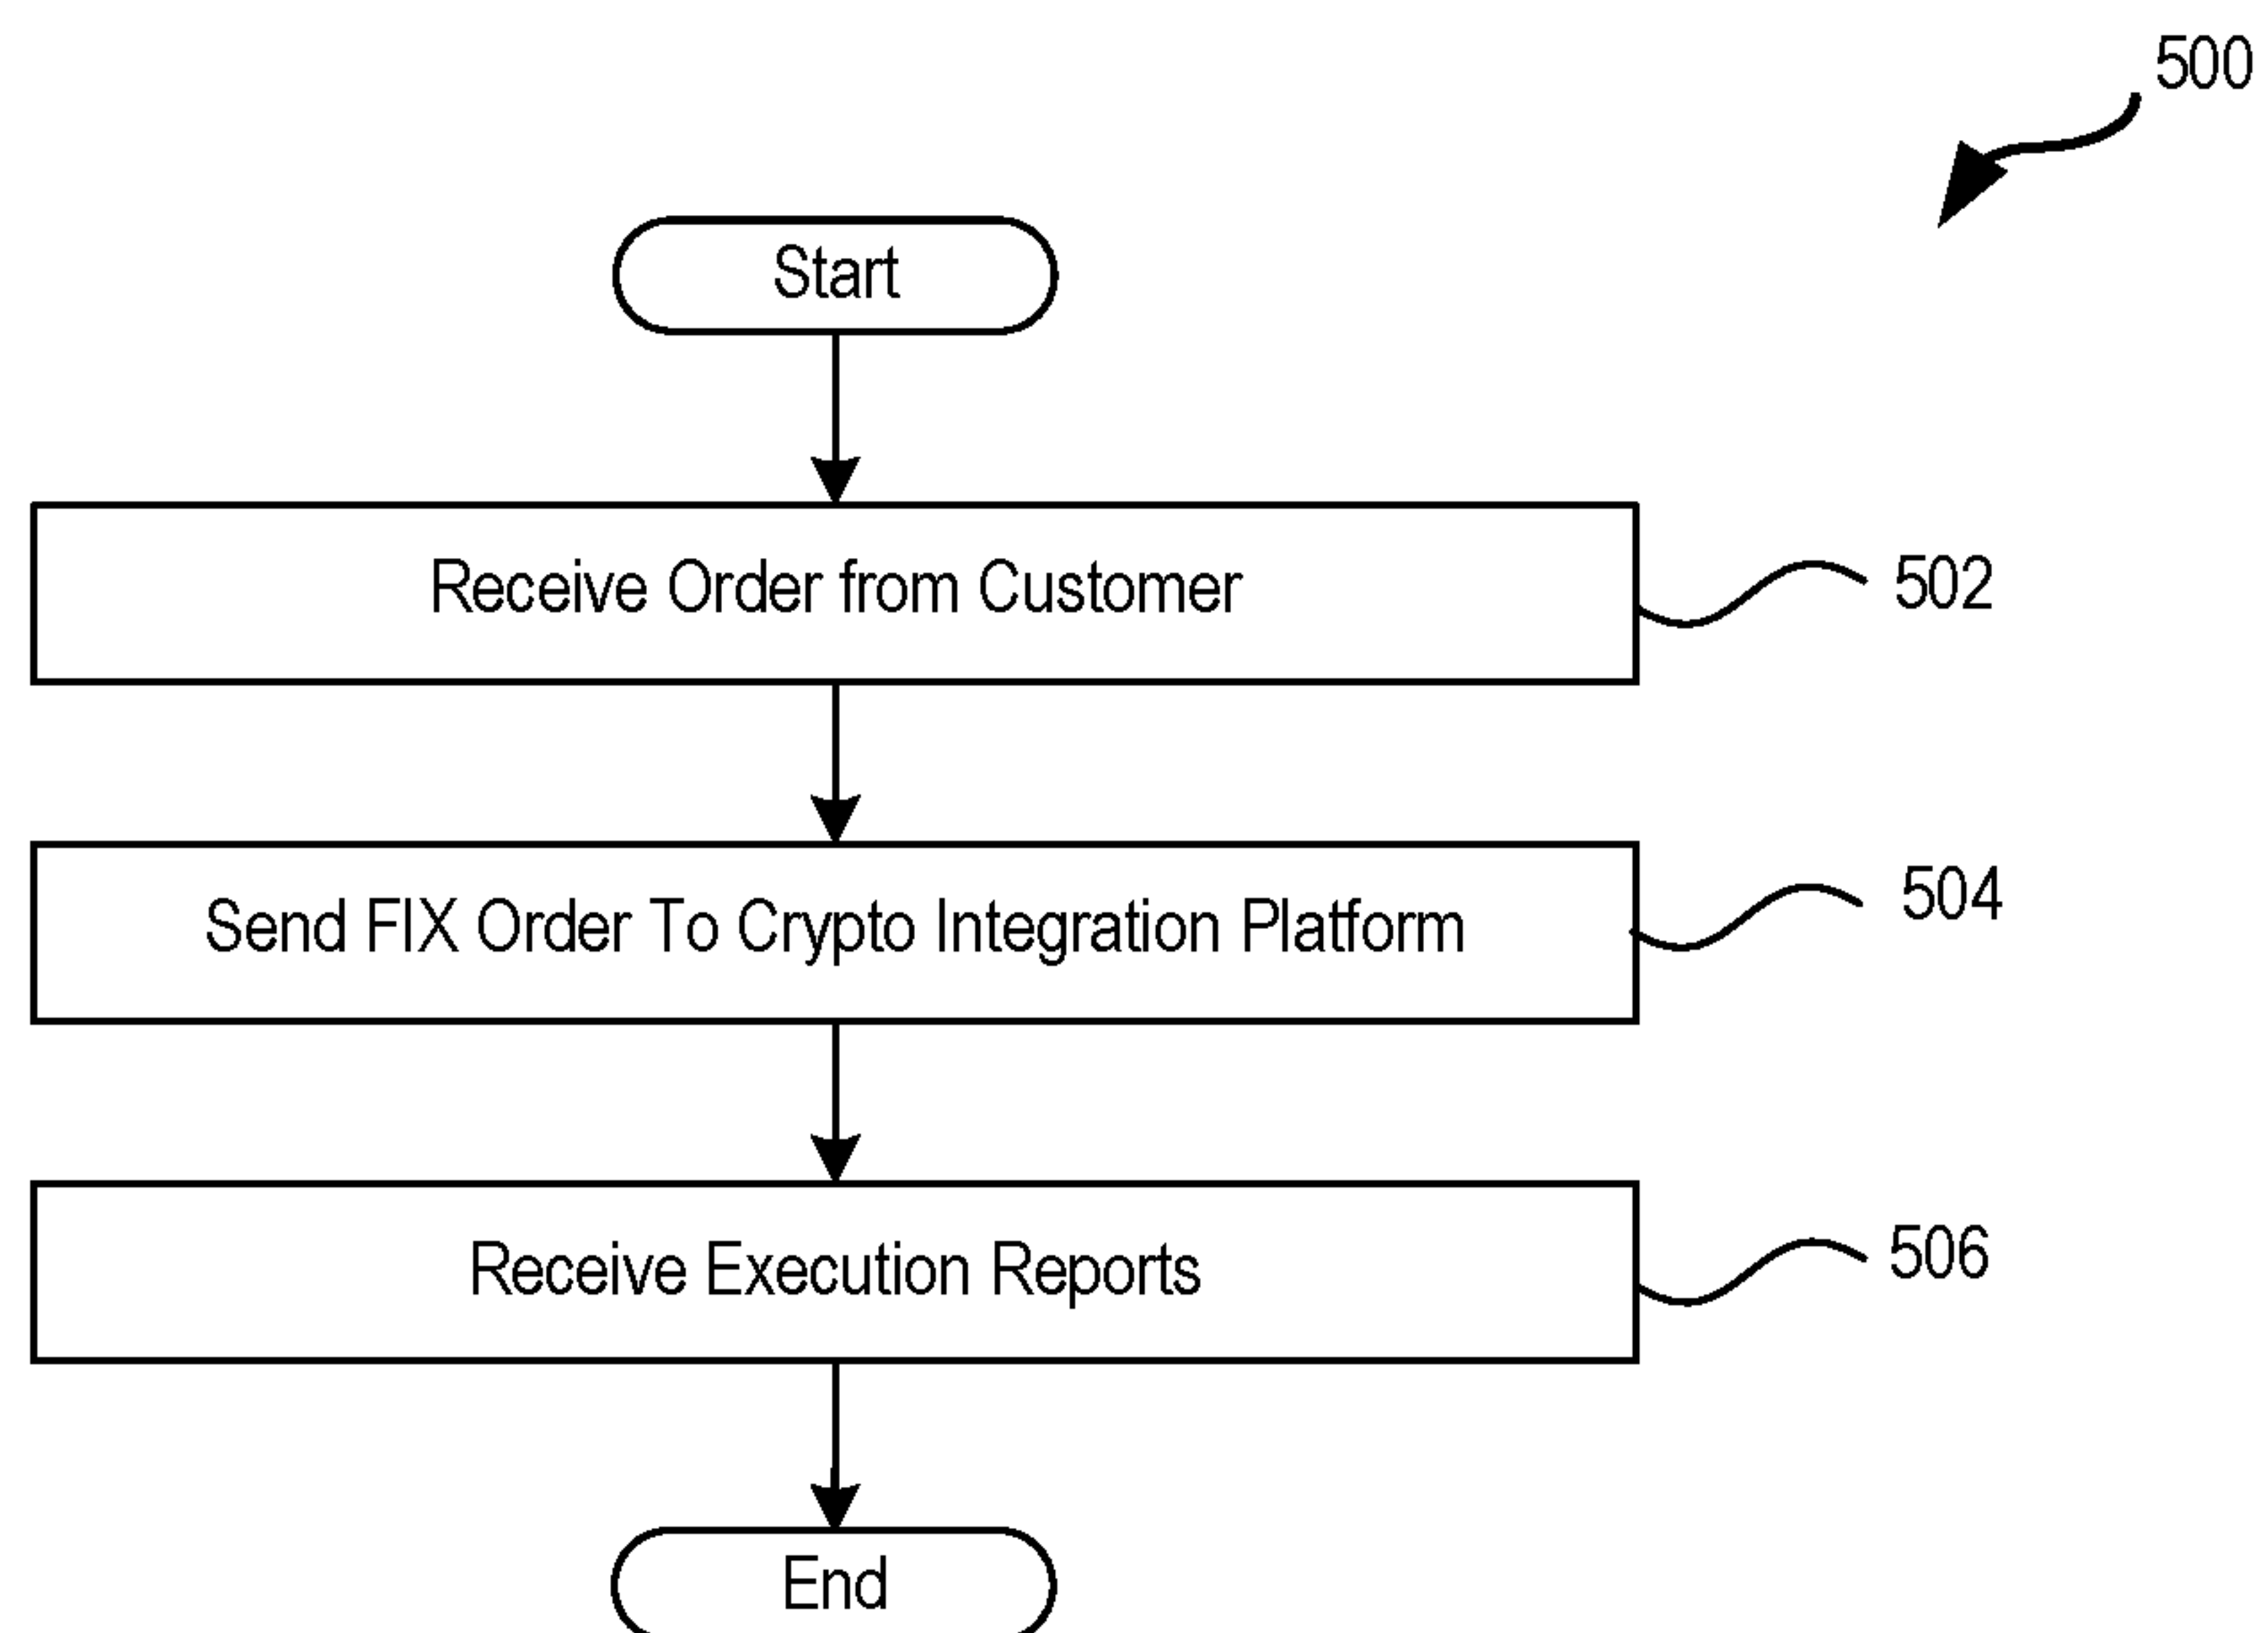 500
Start
Receive Order from Customer
502
Send FIX Order To Crypto Integration Platform
504
Receive Execution Reports
506
End